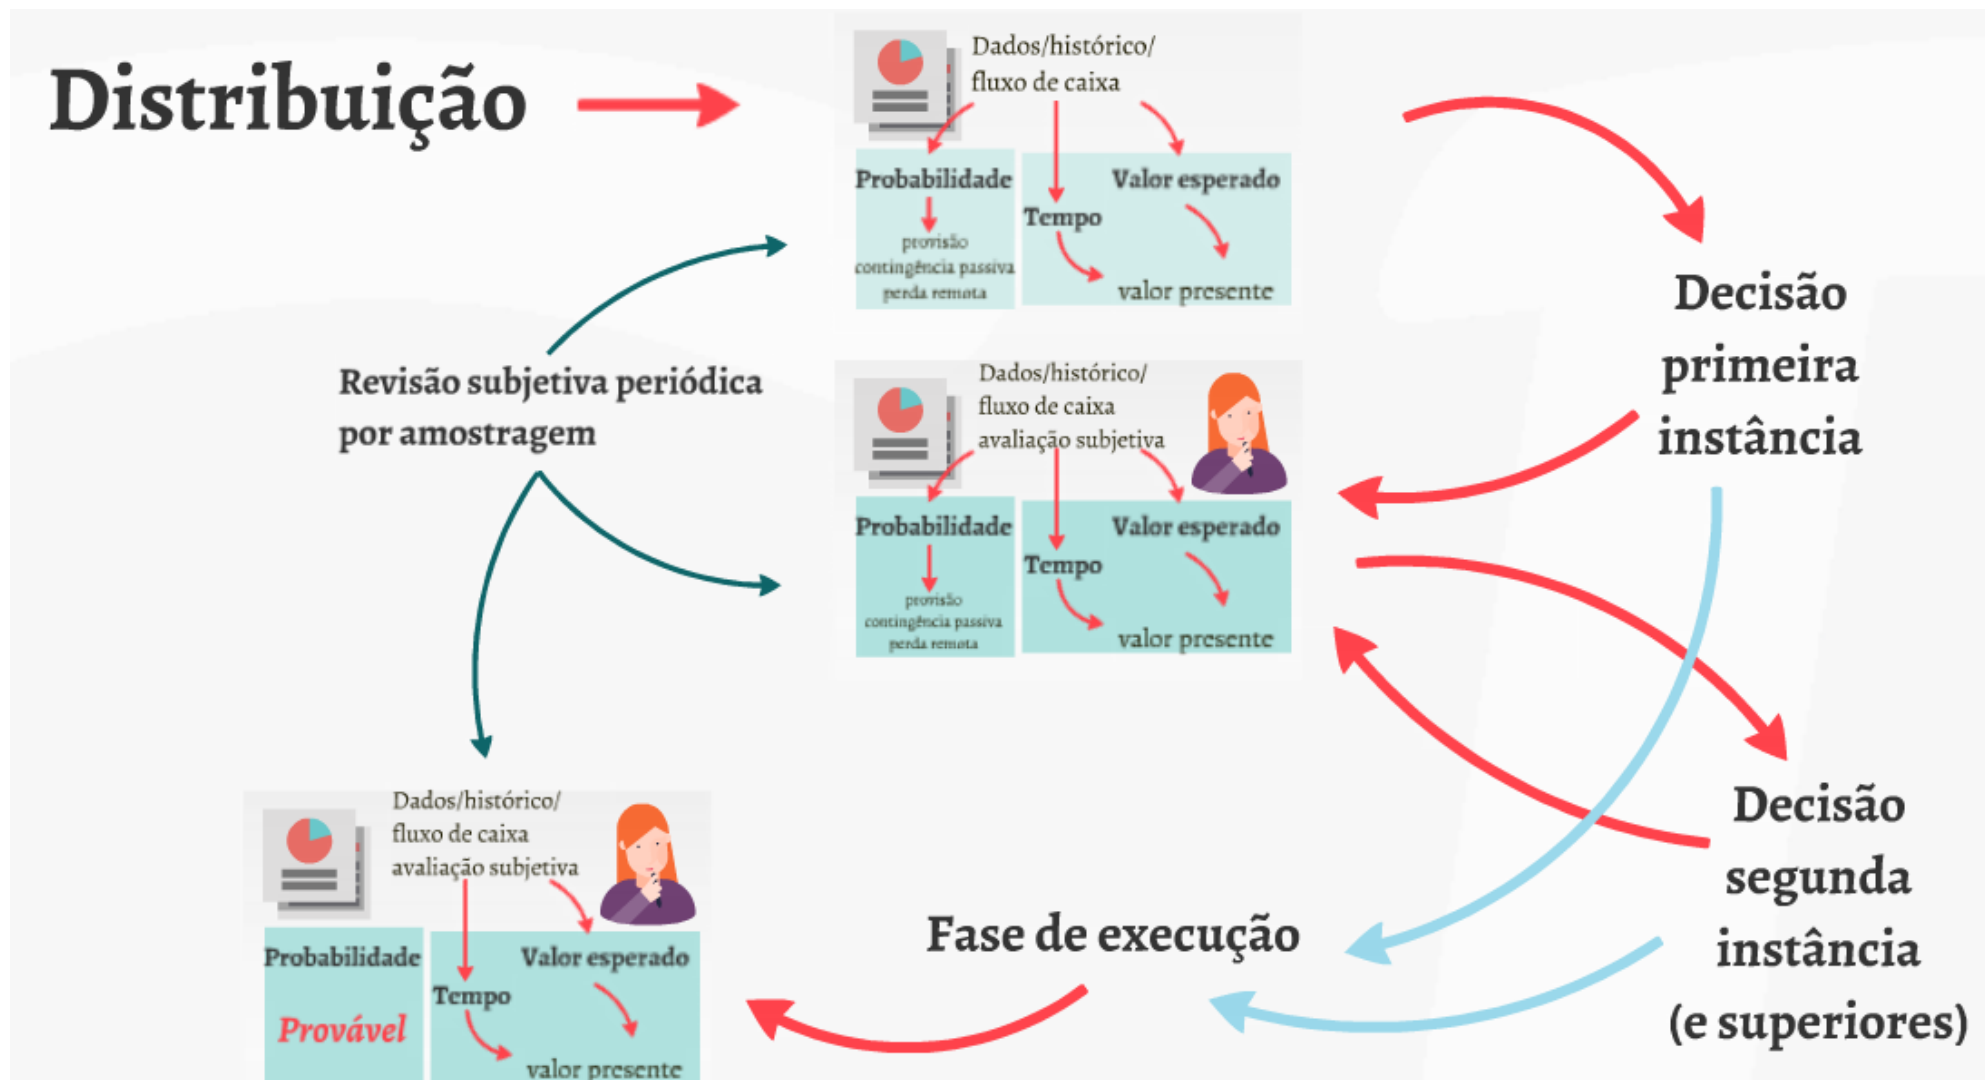 Distribuição
Dados/histórico/
fluxo de caixa
Probabilidade
Valor esperado
Tempo
provisão
contingência passiva
perda remota
valor presente
Decisão
primeira
instância
Revisão subjetiva periódica
por amostragem
Dados/histórico/
fluxo de caixa
avaliação subjetiva
Probabilidade
Valor esperado
Tempo
provisão
contingência passiva
perda remota
valor presente
Decisão
segunda
instância
(e superiores)
Fase de execução
Dados/histórico/
fluxo de caixa
avaliação subjetiva
Probabilidade
Valor esperado
Tempo
Provável
valor presente